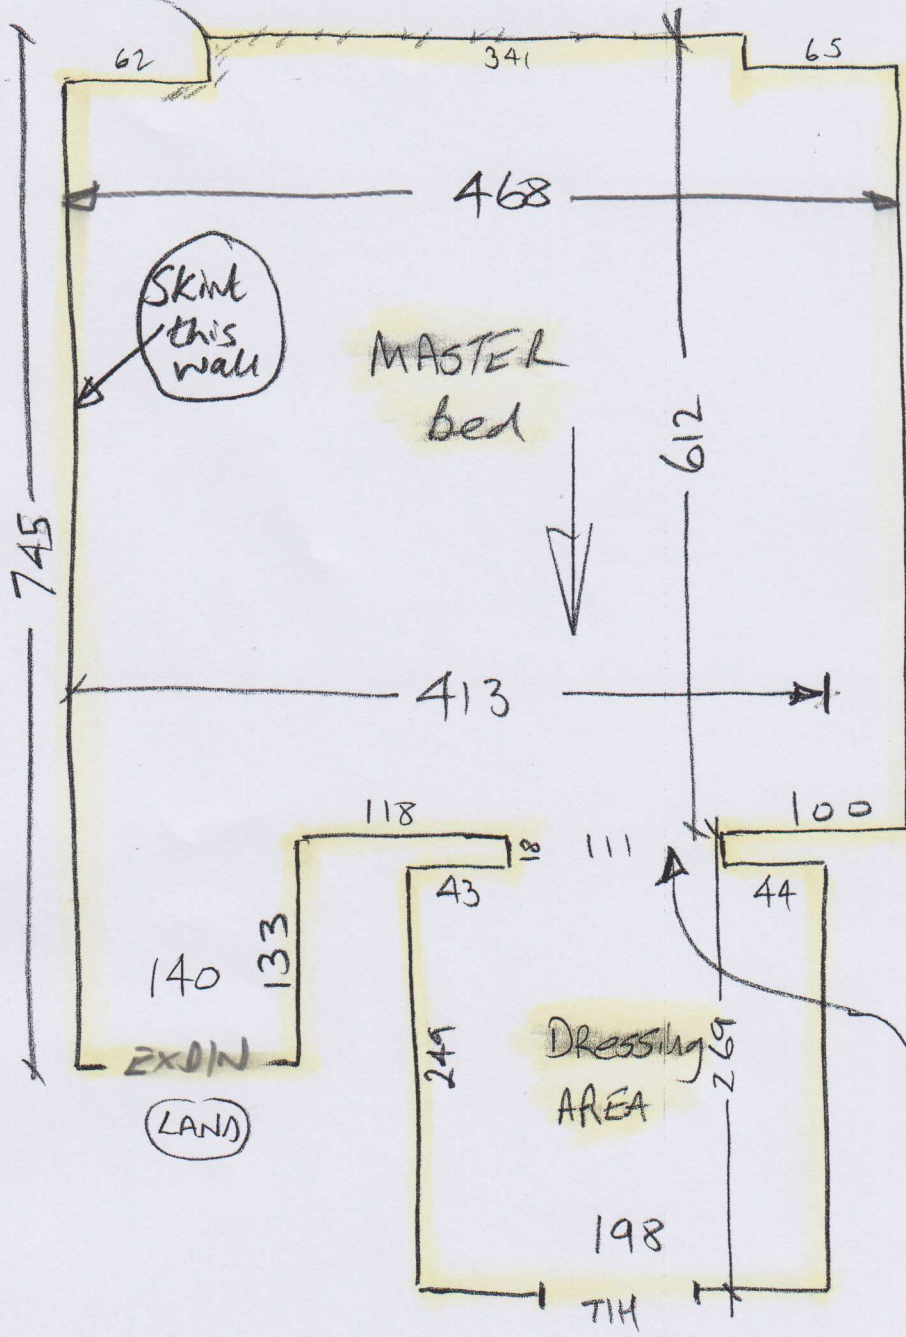 62
341
65
468
Skint
this
wall
MASTER
bed
612
745
413
118
100
18
111
43
44
133
140
249
Dressing
AREA
269
EXDIN
LAND
198
TIH